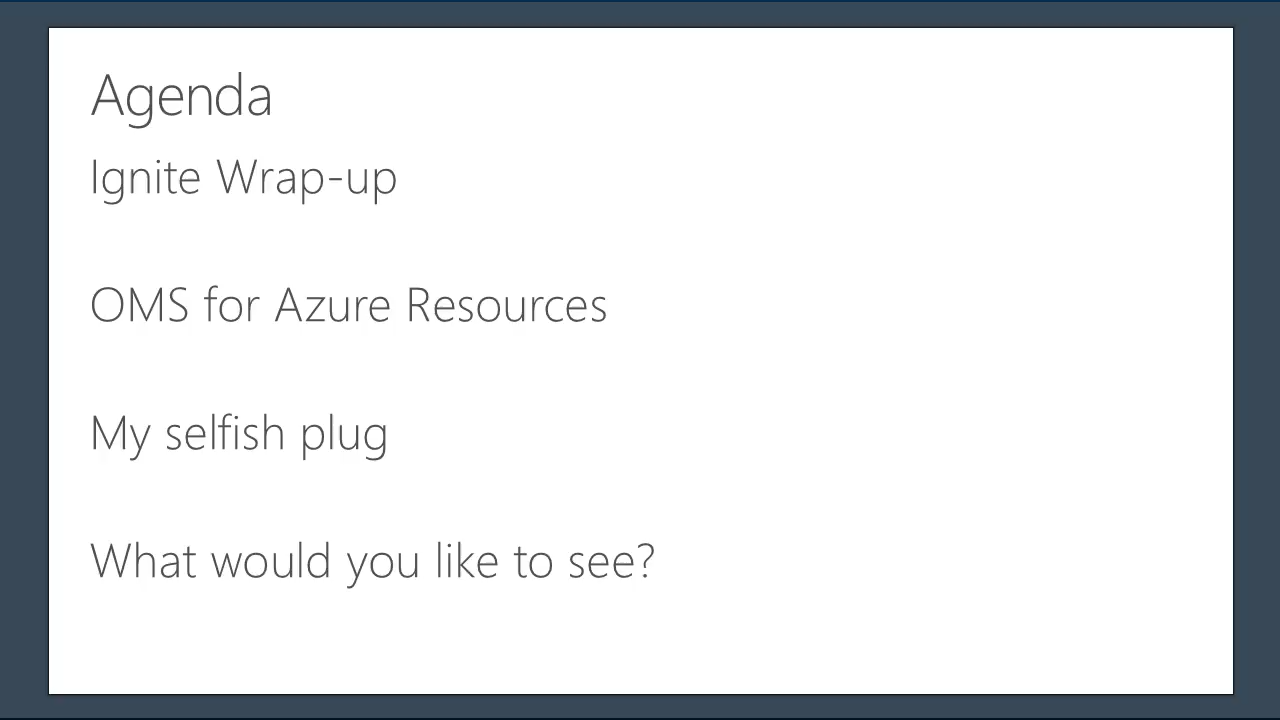 Agenda
Ignite Wrap-up
OMS for Azure Resources
My selfish plug
What would you like to see?